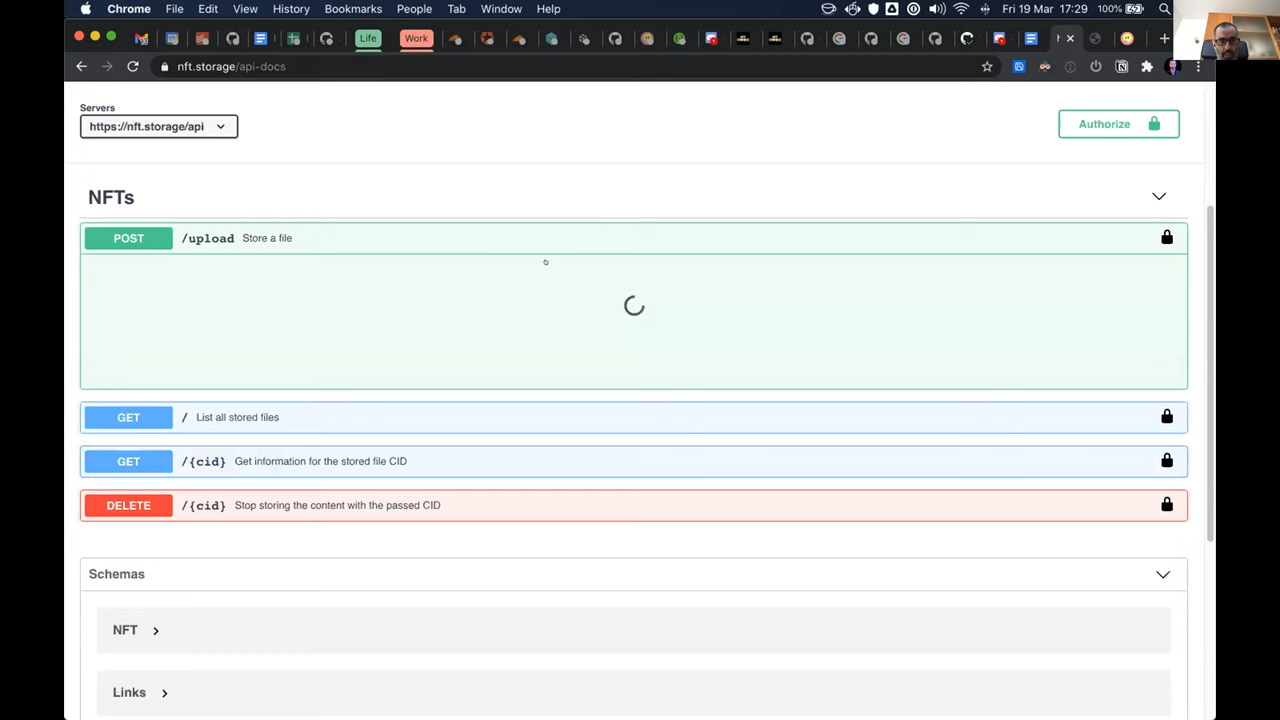 Chrome File Edit View History Bookmarks People Tab Window Help Fri 19 Mar 17:29 100%
Life Work
nft.storage/api-docs
Servers
https://nft.storage/api
Authorize
NFTs
POST /upload Store a file
GET / List all stored files
GET /{cid} Get information for the stored file CID
DELETE /{cid} Stop storing the content with the passed CID
Schemas
NFT
Links